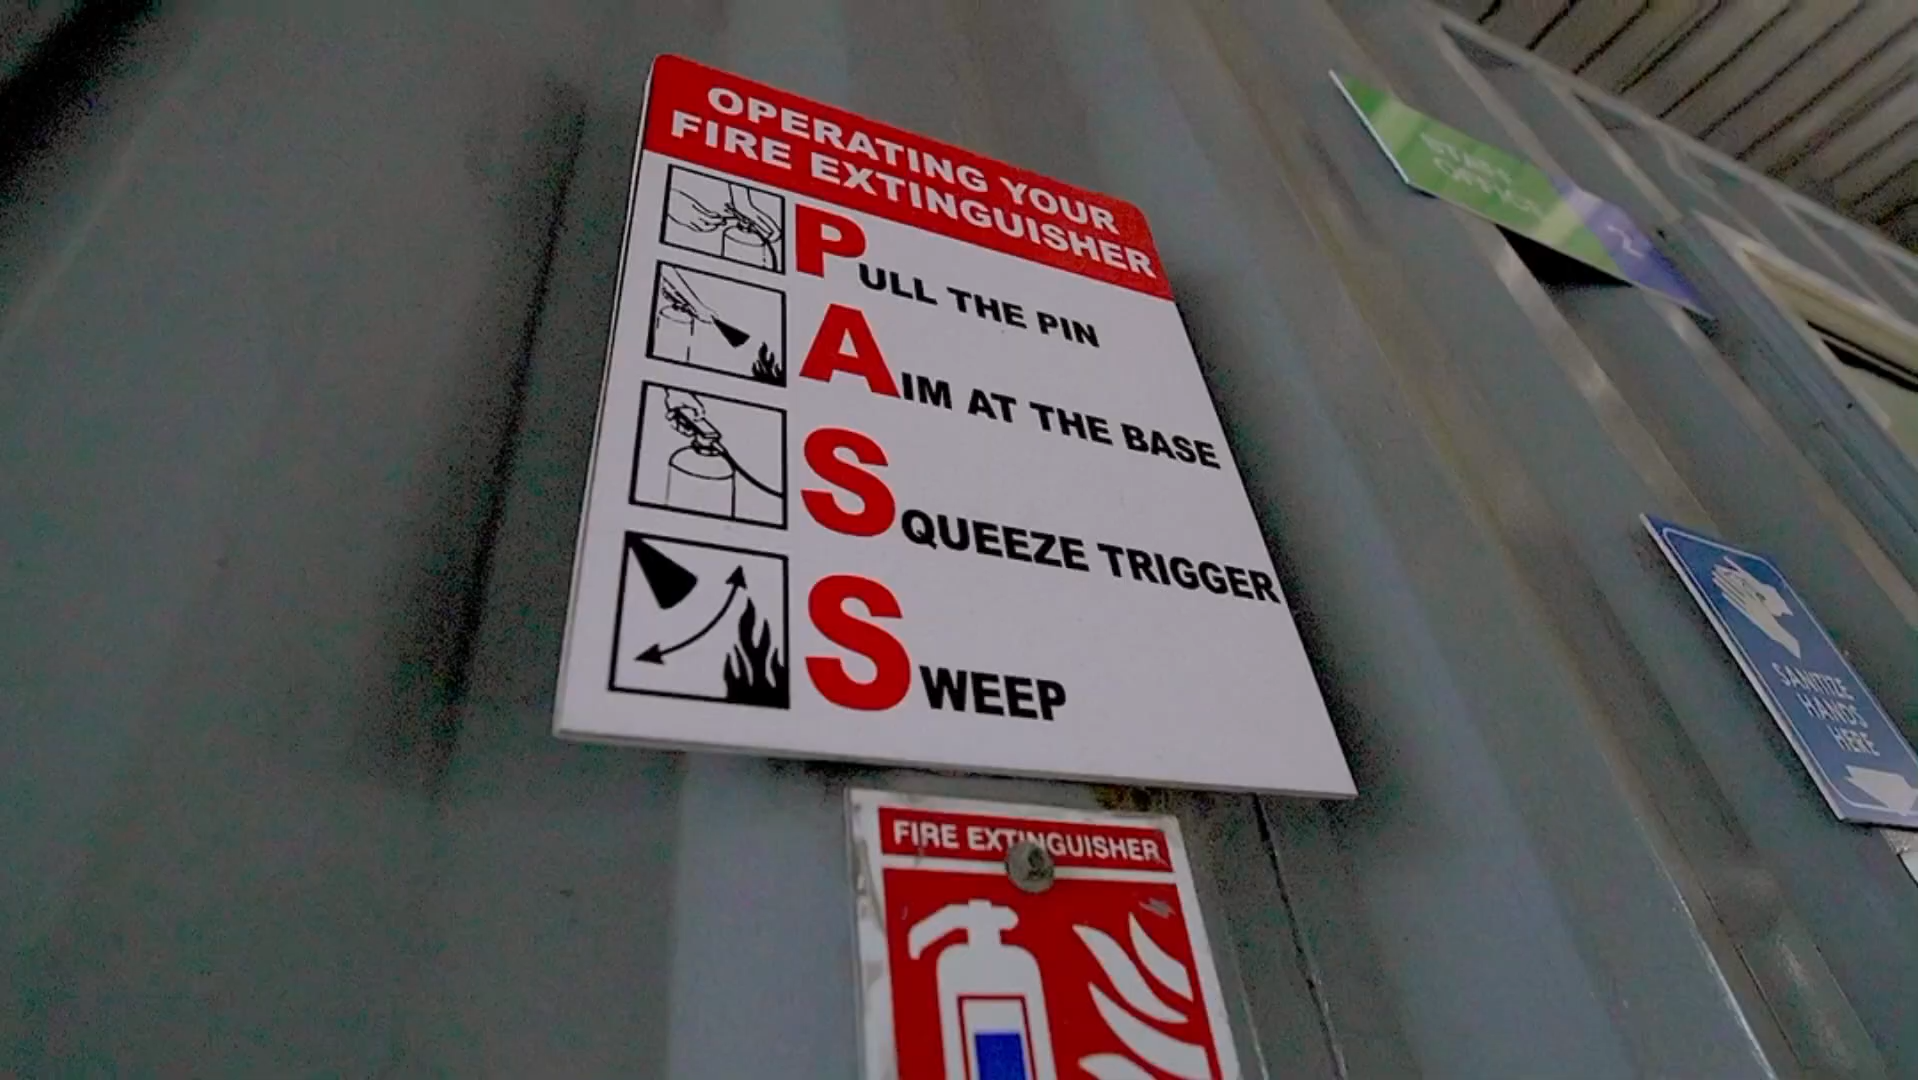 OPERATING YOUR
FIRE EXTINGUISHER
PULL THE PIN
AIM AT THE BASE
SQUEEZE TRIGGER
SWEEP
FIRE EXTINGUISHER
SANITIZE
HANDS
HERE